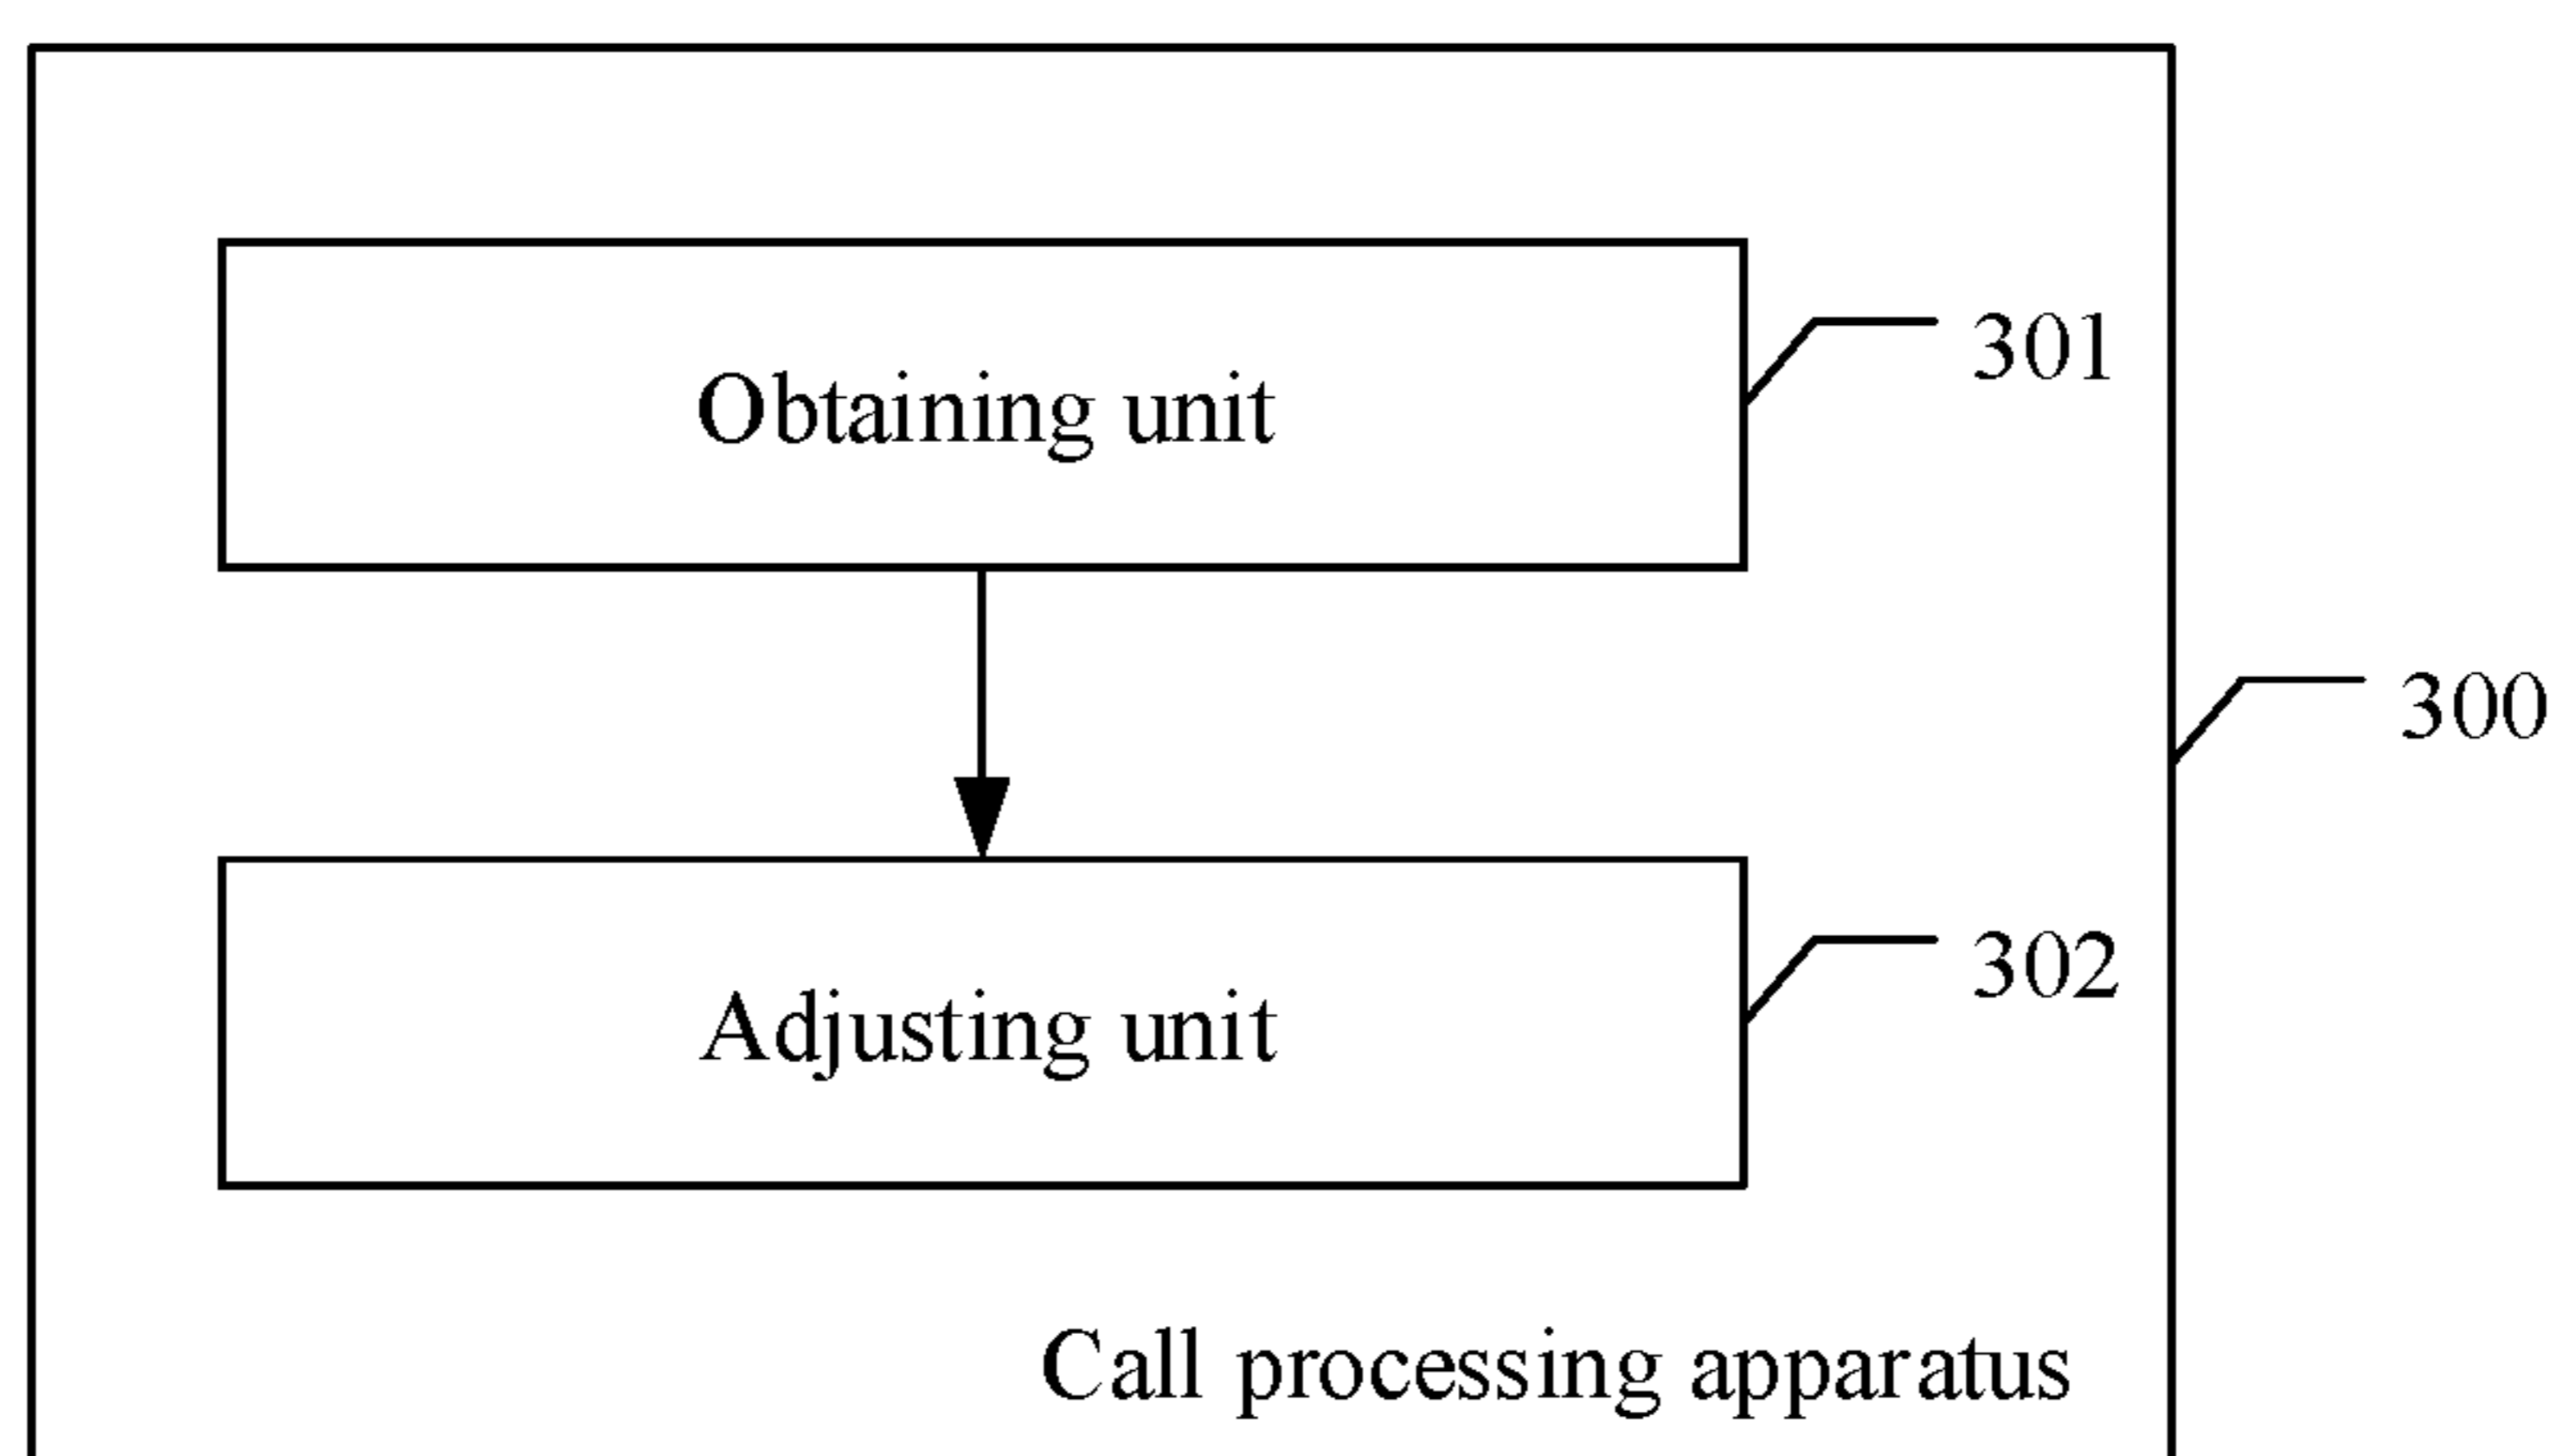 Obtaining unit
301
300
Adjusting unit
302
Call processing apparatus